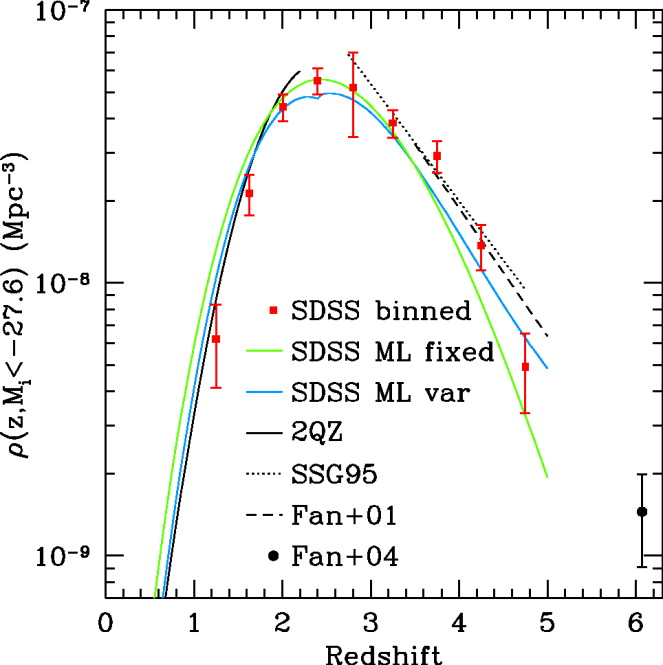 10⁻⁷
10⁻⁸
10⁻⁹
ρ(z,Mᵢ<−27.6) (Mpc⁻³)
SDSS binned
SDSS ML fixed
SDSS ML var
2QZ
SSG95
Fan+01
Fan+04
0 1 2 3 4 5 6
Redshift